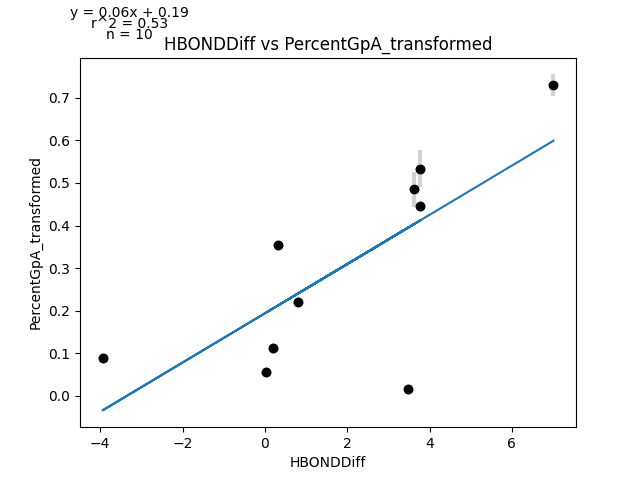 y = 0.06x + 0.19
r^2 = 0.53
n = 10
HBONDDiff vs PercentGpA_transformed
PercentGpA_transformed
0.7
0.6
0.5
0.4
0.3
0.2
0.1
0.0
−4
−2
0
2
4
6
HBONDDiff